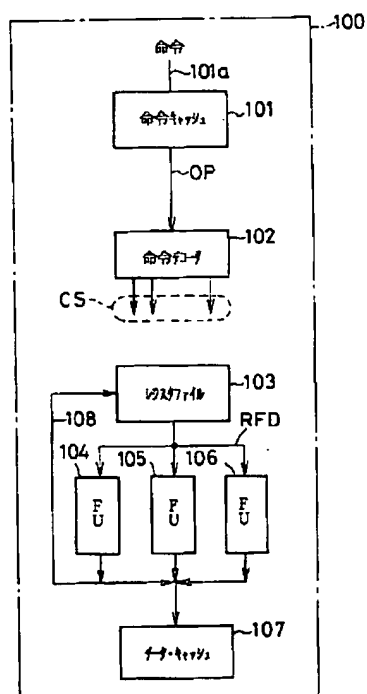 100
命令
101a
命令キャッシュ
101
OP
102
命令デコーダ
CS
レジスタファイル
103
108
RFD
104
105
106
FU
FU
FU
107
データ・キャッシュ